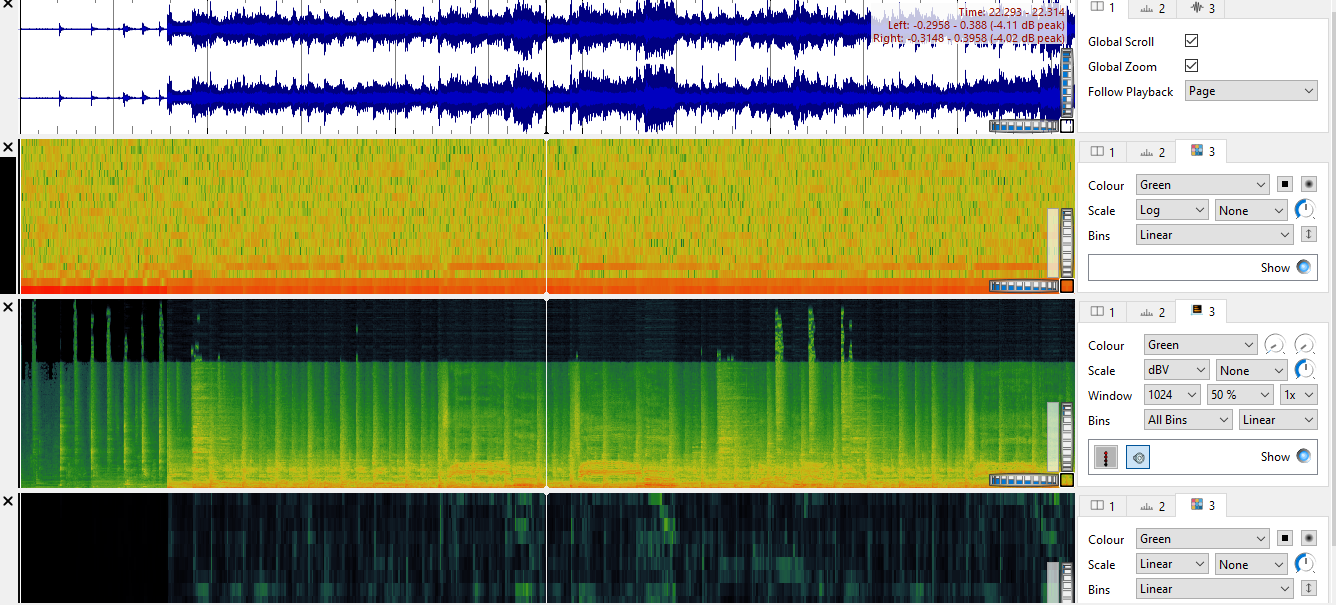 Time: 22.293 - 22.314
Left: -0.2958 - 0.388 (-4.11 dB peak)
Right: -0.3148 - 0.3958 (-4.02 dB peak)
1 2 3
Global Scroll
Global Zoom
Follow Playback Page
1 2 3
Colour Green
Scale Log None
Bins Linear
Show
1 2 3
Colour Green
Scale dBV None
Window 1024 50 % 1x
Bins All Bins Linear
Show
1 2 3
Colour Green
Scale Linear None
Bins Linear